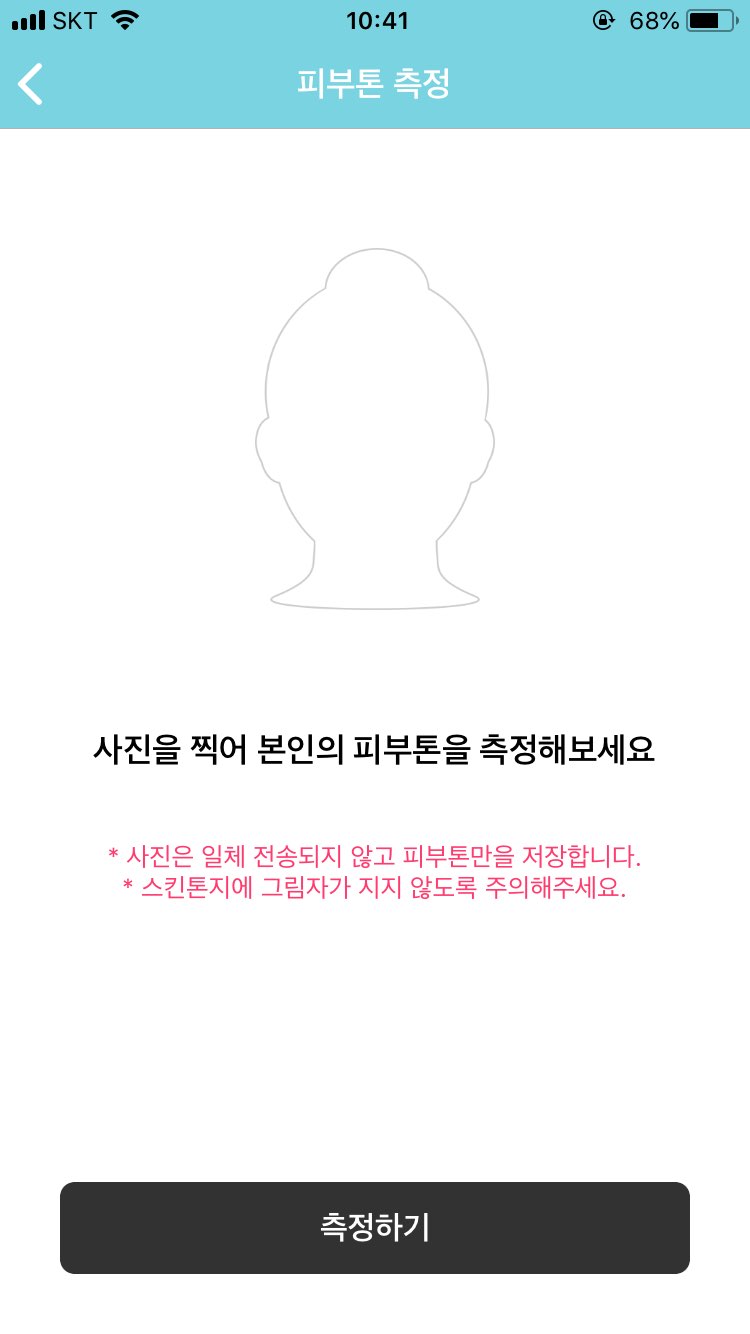 SKT 10:41 68%
피부톤 측정
사진을 찍어 본인의 피부톤을 측정해보세요
* 사진은 일체 전송되지 않고 피부톤만을 저장합니다.
* 스킨톤지에 그림자가 지지 않도록 주의해주세요.
측정하기